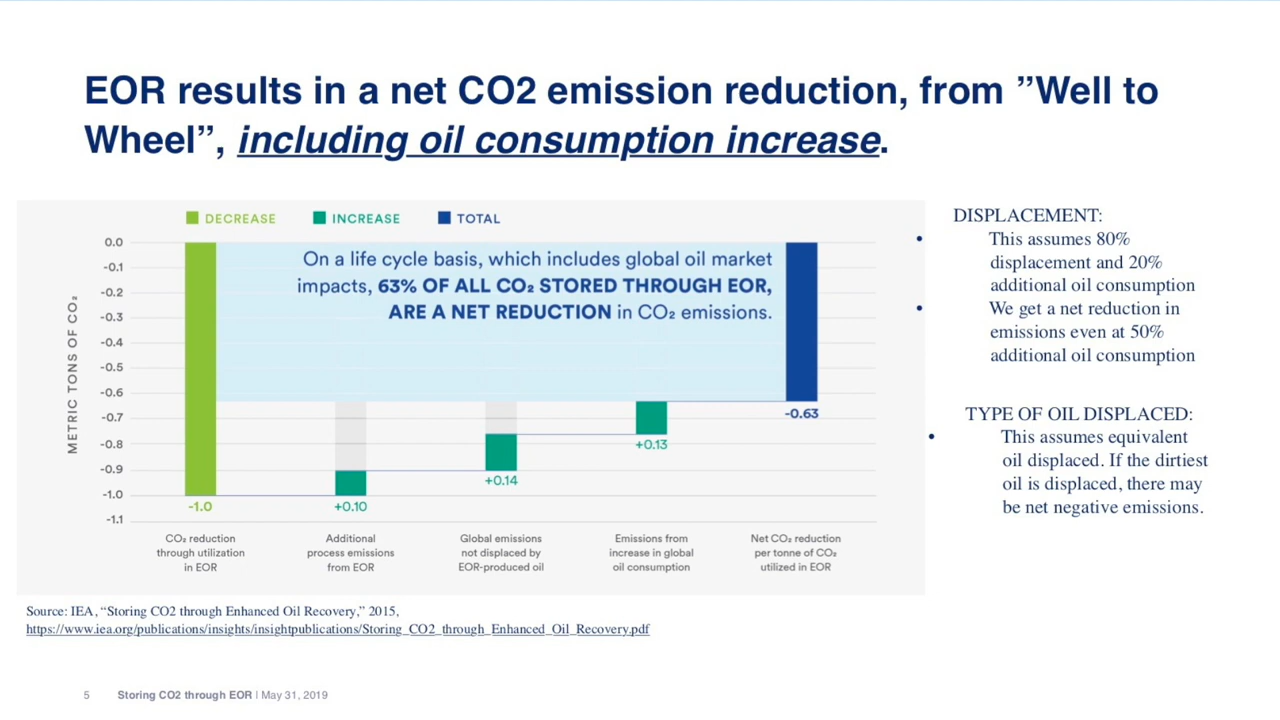 EOR results in a net CO2 emission reduction, from ”Well to
Wheel”, including oil consumption increase.
DECREASE
INCREASE
TOTAL
METRIC TONS OF CO₂
0.0
-0.1
-0.2
-0.3
-0.4
-0.5
-0.6
-0.7
-0.8
-0.9
-1.0
-1.1
On a life cycle basis, which includes global oil market
impacts, 63% OF ALL CO₂ STORED THROUGH EOR,
ARE A NET REDUCTION in CO₂ emissions.
-1.0
+0.10
+0.14
+0.13
-0.63
CO₂ reduction
through utilization
in EOR
Additional
process emissions
from EOR
Global emissions
not displaced by
EOR-produced oil
Emissions from
increase in global
oil consumption
Net CO₂ reduction
per tonne of CO₂
utilized in EOR
DISPLACEMENT:
• This assumes 80%
displacement and 20%
additional oil consumption
• We get a net reduction in
emissions even at 50%
additional oil consumption
TYPE OF OIL DISPLACED:
• This assumes equivalent
oil displaced. If the dirtiest
oil is displaced, there may
be net negative emissions.
Source: IEA, “Storing CO2 through Enhanced Oil Recovery,” 2015,
https://www.iea.org/publications/insights/insightpublications/Storing_CO2_through_Enhanced_Oil_Recovery.pdf
5 Storing CO2 through EOR | May 31, 2019